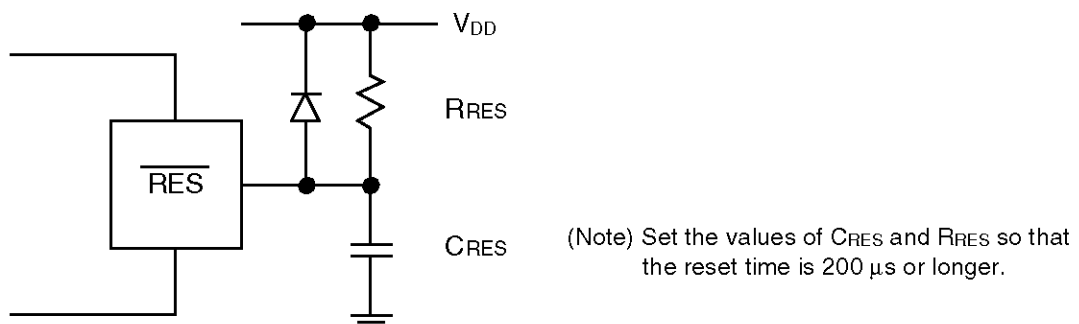 VDD
RRES
RES
CRES
(Note) Set the values of CRES and RRES so that
the reset time is 200 μs or longer.